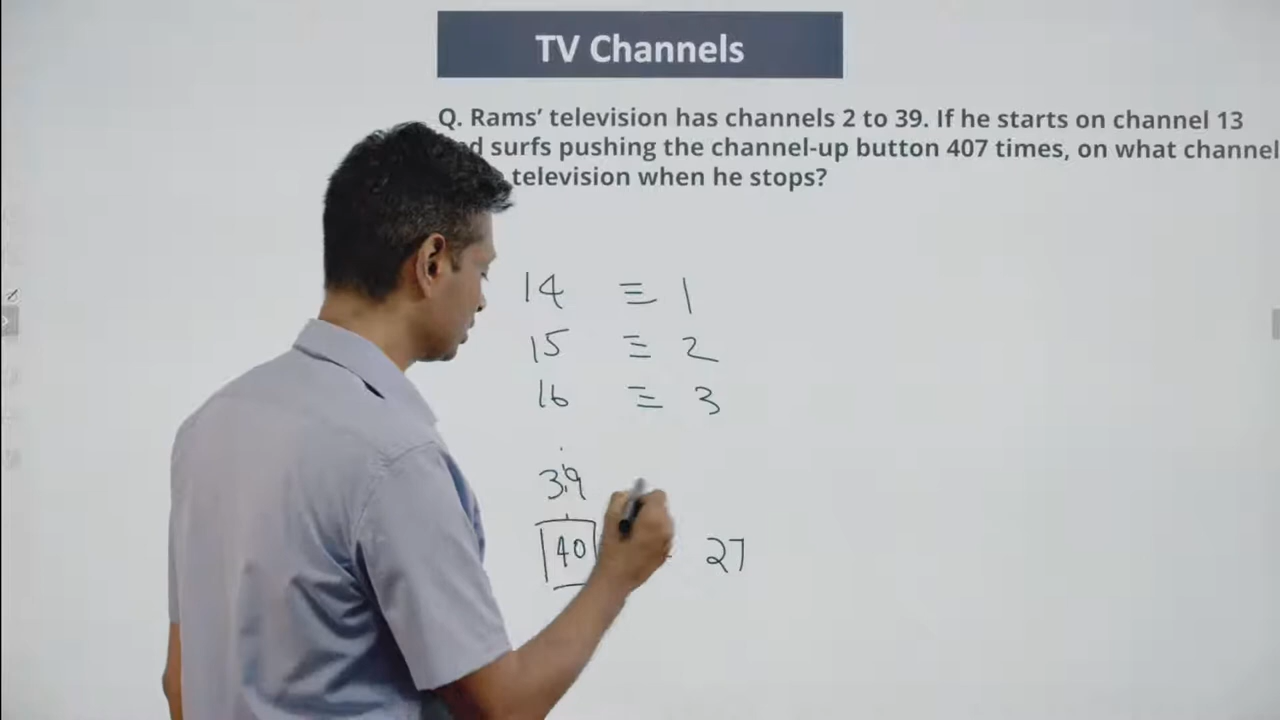 TV Channels
Q. Rams’ television has channels 2 to 39. If he starts on channel 13
surfs pushing the channel-up button 407 times, on what channel
television when he stops?
14 ≡ 1
15 ≡ 2
16 ≡ 3
39
40 27